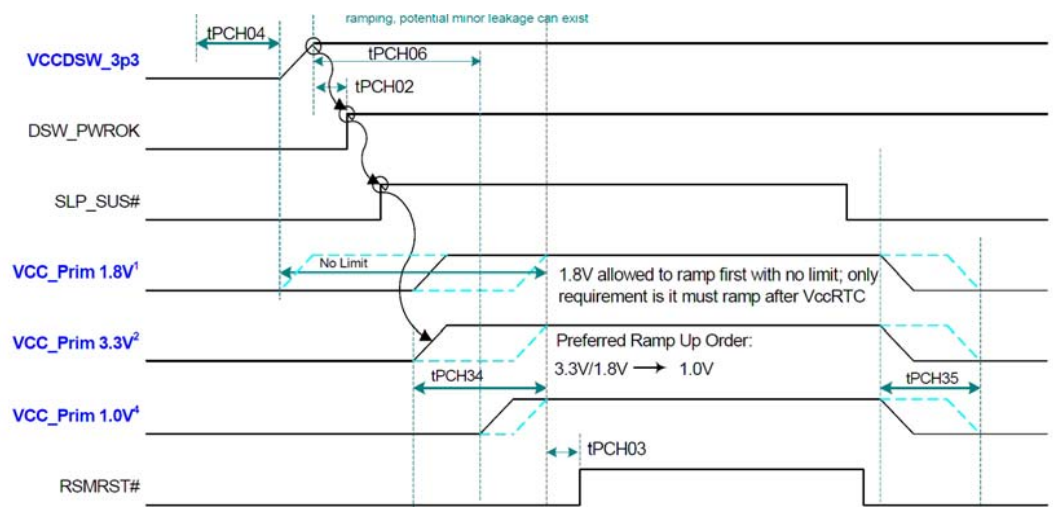 ramping, potential minor leakage can exist
tPCH04
VCCDSW_3p3
tPCH06
tPCH02
DSW_PWROK
SLP_SUS#
VCC_Prim 1.8V¹
No Limit
1.8V allowed to ramp first with no limit; only
requirement is it must ramp after VccRTC
VCC_Prim 3.3V²
Preferred Ramp Up Order:
3.3V/1.8V → 1.0V
tPCH34
tPCH35
VCC_Prim 1.0V⁴
tPCH03
RSMRST#